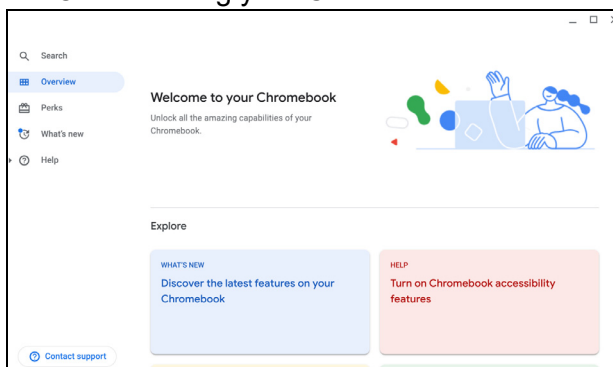 Search
Overview
Perks
What's new
Help
Contact support
Welcome to your Chromebook
Unlock all the amazing capabilities of your
Chromebook.
Explore
WHAT'S NEW
Discover the latest features on your
Chromebook
HELP
Turn on Chromebook accessibility
features